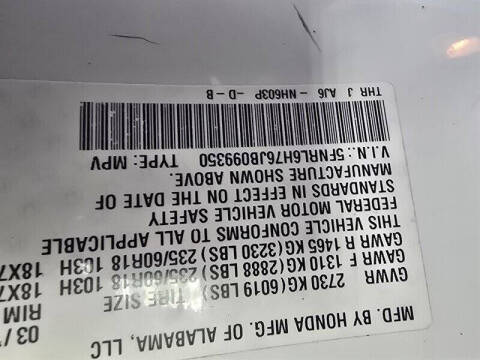 MFD. BY HONDA MFG. OF ALABAMA, LLC 03/
GVWR TIRE SIZE RIM
2730 KG (6019 LBS)
GAWR F 1310 KG (2888 LBS) 235/60R18 103H 18X7
GAWR R 1465 KG (3230 LBS) 235/60R18 103H 18X7
THIS VEHICLE CONFORMS TO ALL APPLICABLE
FEDERAL MOTOR VEHICLE SAFETY
STANDARDS IN EFFECT ON THE DATE OF
MANUFACTURE SHOWN ABOVE.
V.I.N.: 5FNRL6H76JB099350 TYPE: MPV
THR J AJ6 - NH603P -D-B